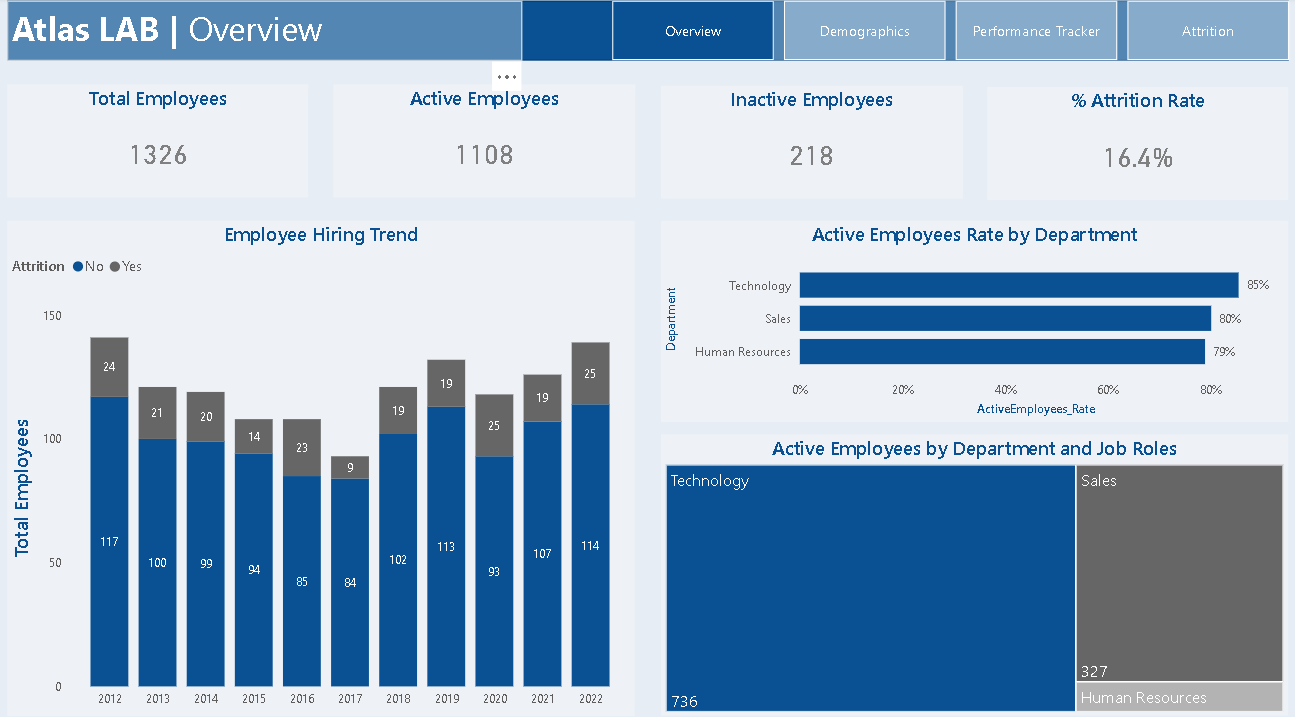 Atlas LAB | Overview
Overview
Demographics
Performance Tracker
Attrition
...
Total Employees
1326
Active Employees
1108
Inactive Employees
218
% Attrition Rate
16.4%
Employee Hiring Trend
Attrition No Yes
Total Employees
150
100
50
0
24
117
21
100
20
99
14
94
23
85
9
84
19
102
19
113
25
93
19
107
25
114
2012 2013 2014 2015 2016 2017 2018 2019 2020 2021 2022
Active Employees Rate by Department
Department
Technology 85%
Sales 80%
Human Resources 79%
0% 20% 40% 60% 80%
ActiveEmployees_Rate
Active Employees by Department and Job Roles
Technology
736
Sales
327
Human Resources